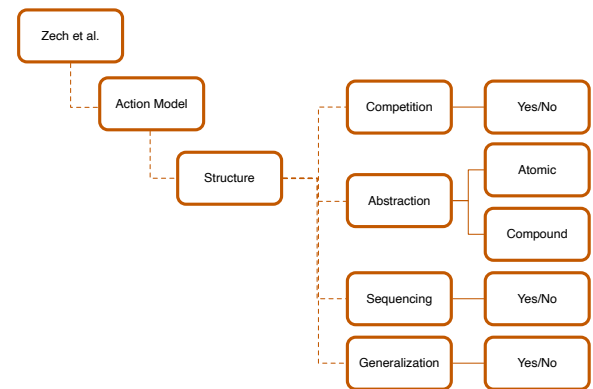 Zech et al.
Action Model
Structure
Competition
Yes/No
Abstraction
Atomic
Compound
Sequencing
Yes/No
Generalization
Yes/No